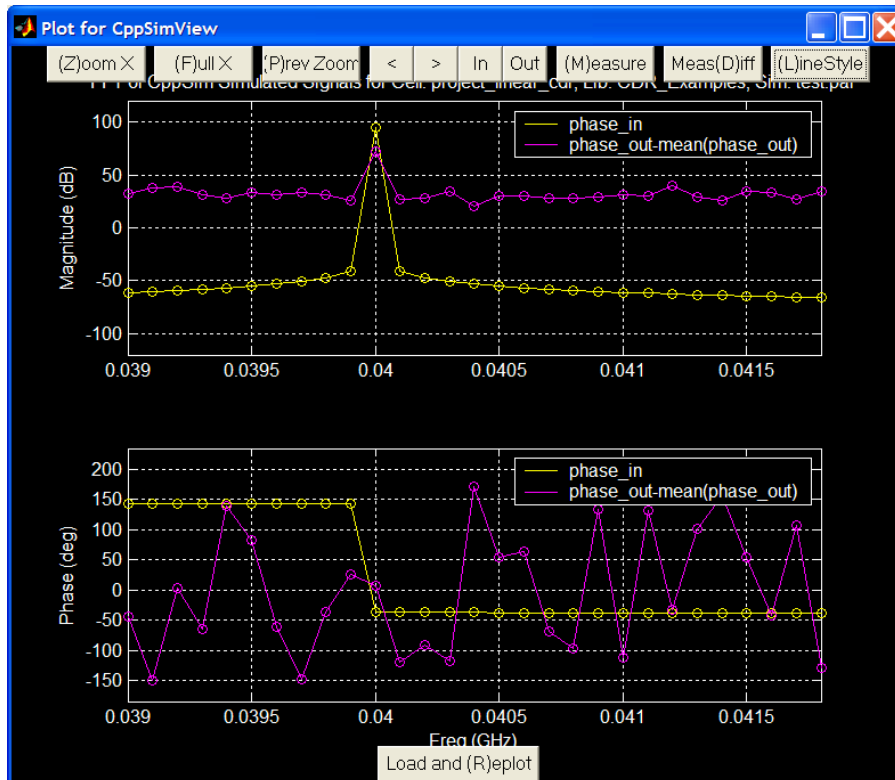 Plot for CppSimView
(Z)oom X (F)ull X (P)rev Zoom < > In Out (M)easure Meas(D)iff (L)ineStyle
of CppSim Simulated Signals for Cell: Lib: CDR_Examples, Sim: test.par
100
50
0
-50
-100
Magnitude (dB)
phase_in
phase_out-mean(phase_out)
0.039 0.0395 0.04 0.0405 0.041 0.0415
200
150
100
50
0
-50
-100
-150
Phase (deg)
phase_in
phase_out-mean(phase_out)
0.039 0.0395 0.04 0.0405 0.041 0.0415
Freq (GHz)
Load and (R)eplot